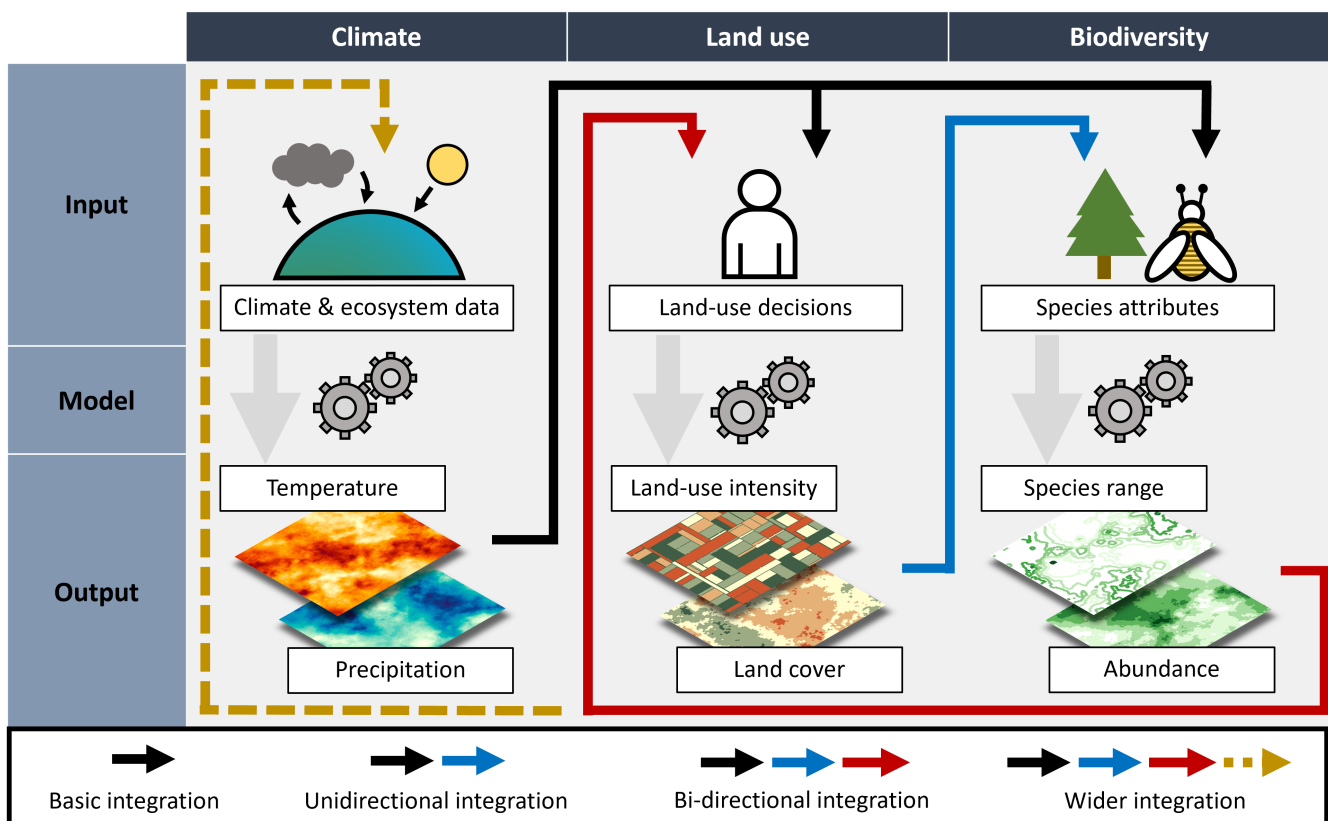 Climate
Land use
Biodiversity
Input
Climate & ecosystem data
Land-use decisions
Species attributes
Model
Temperature
Land-use intensity
Species range
Output
Precipitation
Land cover
Abundance
Basic integration
Unidirectional integration
Bi-directional integration
Wider integration